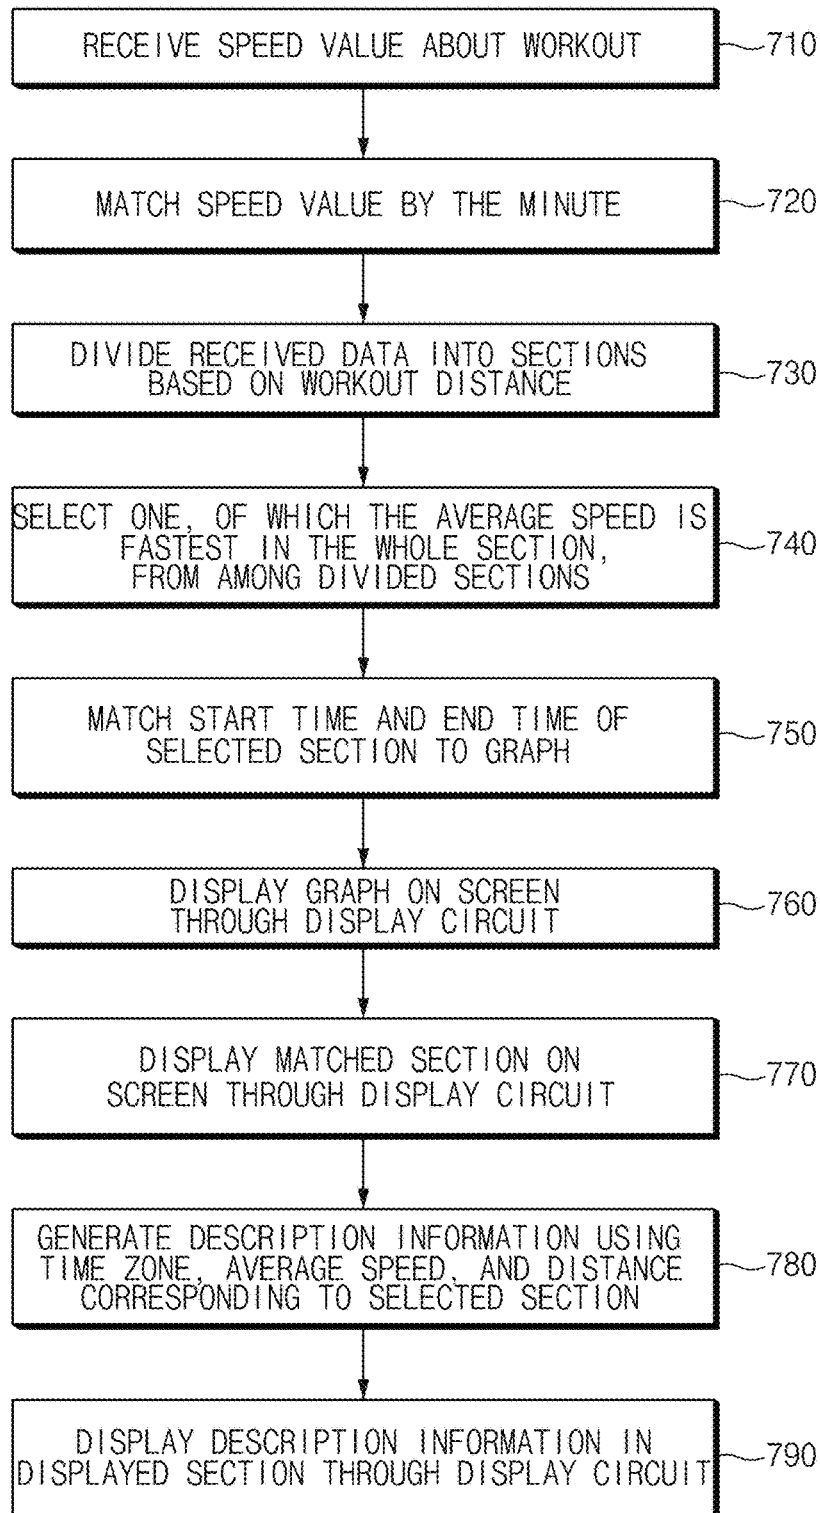 RECEIVE SPEED VALUE ABOUT WORKOUT
710
MATCH SPEED VALUE BY THE MINUTE
720
DIVIDE RECEIVED DATA INTO SECTIONS
BASED ON WORKOUT DISTANCE
730
SELECT ONE, OF WHICH THE AVERAGE SPEED IS
FASTEST IN THE WHOLE SECTION,
FROM AMONG DIVIDED SECTIONS
740
MATCH START TIME AND END TIME OF
SELECTED SECTION TO GRAPH
750
DISPLAY GRAPH ON SCREEN
THROUGH DISPLAY CIRCUIT
760
DISPLAY MATCHED SECTION ON
SCREEN THROUGH DISPLAY CIRCUIT
770
GENERATE DESCRIPTION INFORMATION USING
TIME ZONE, AVERAGE SPEED, AND DISTANCE
CORRESPONDING TO SELECTED SECTION
780
DISPLAY DESCRIPTION INFORMATION IN
DISPLAYED SECTION THROUGH DISPLAY CIRCUIT
790